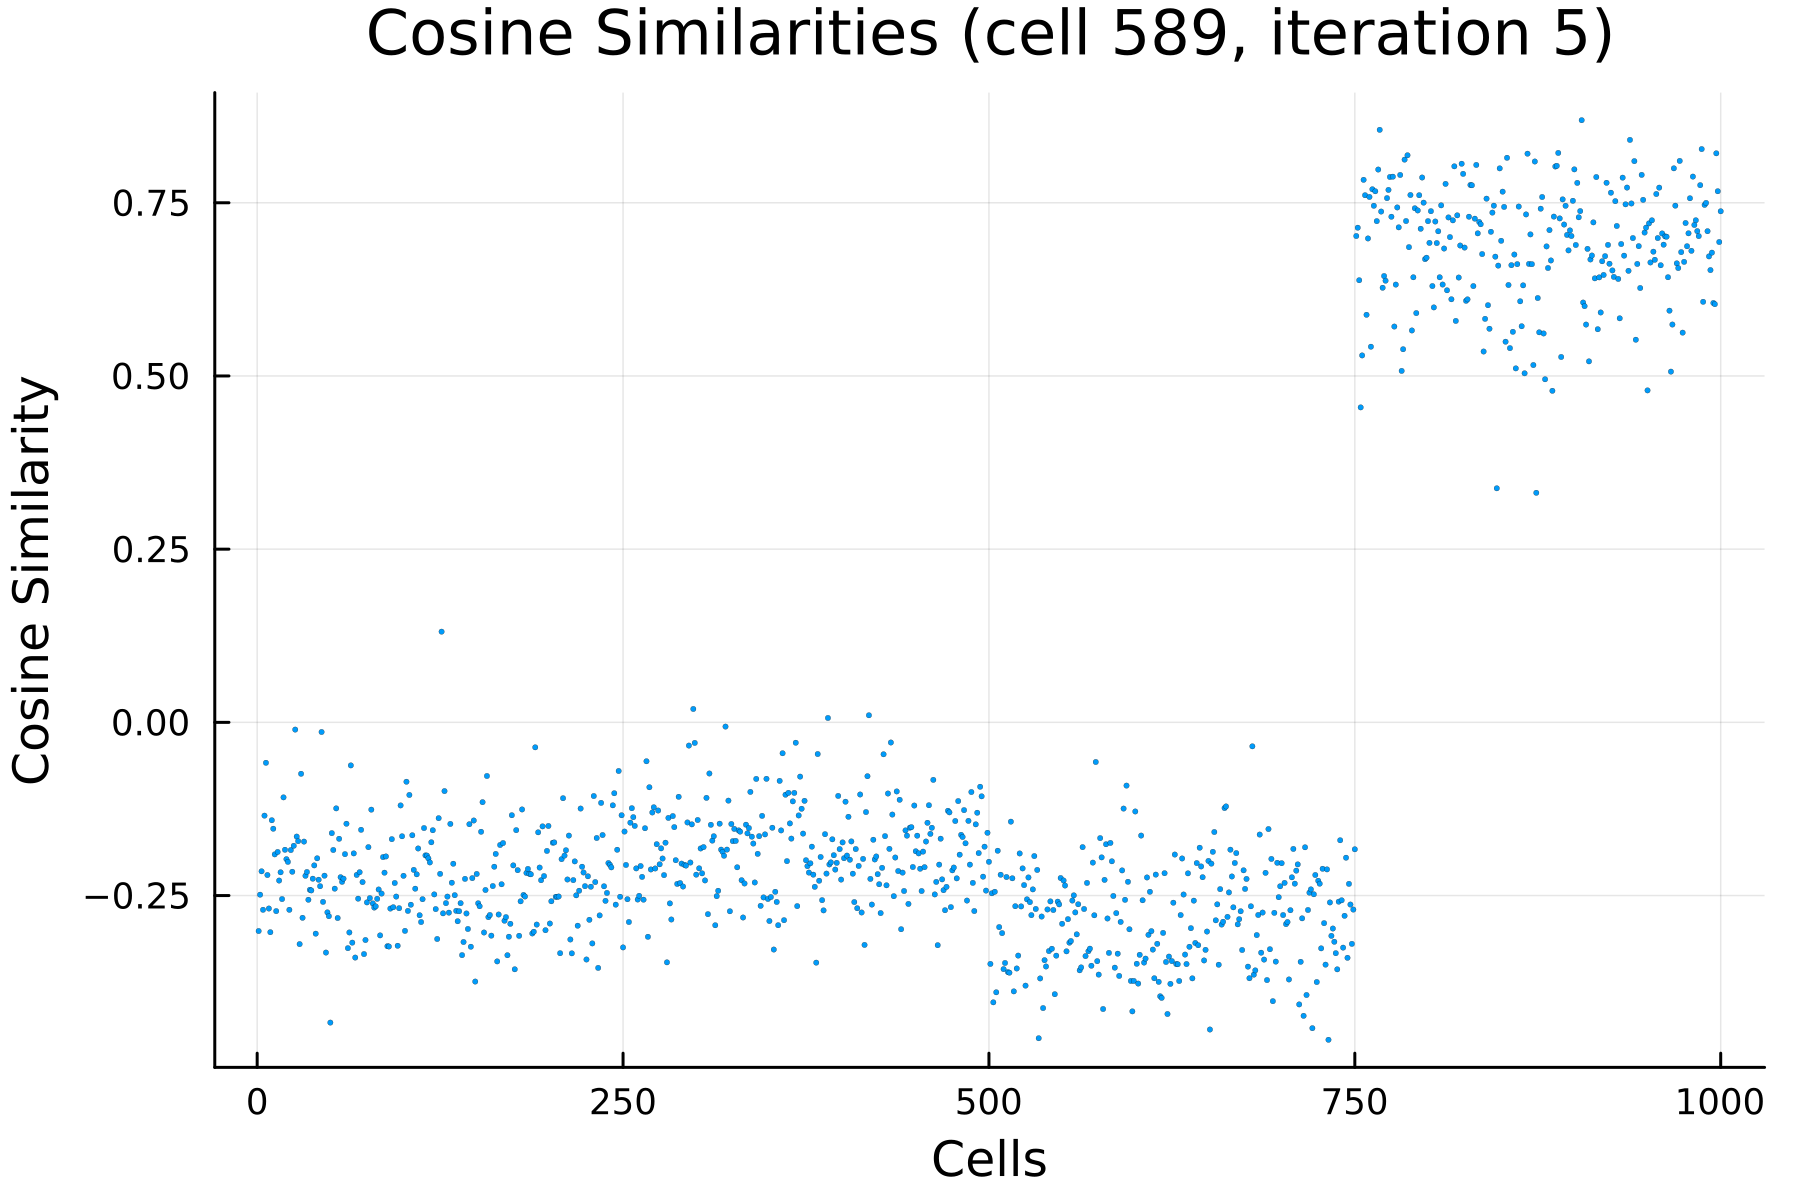 Cosine Similarities (cell 589, iteration 5)
Cosine Similarity
0.75
0.50
0.25
0.00
−0.25
0 250 500 750 1000
Cells